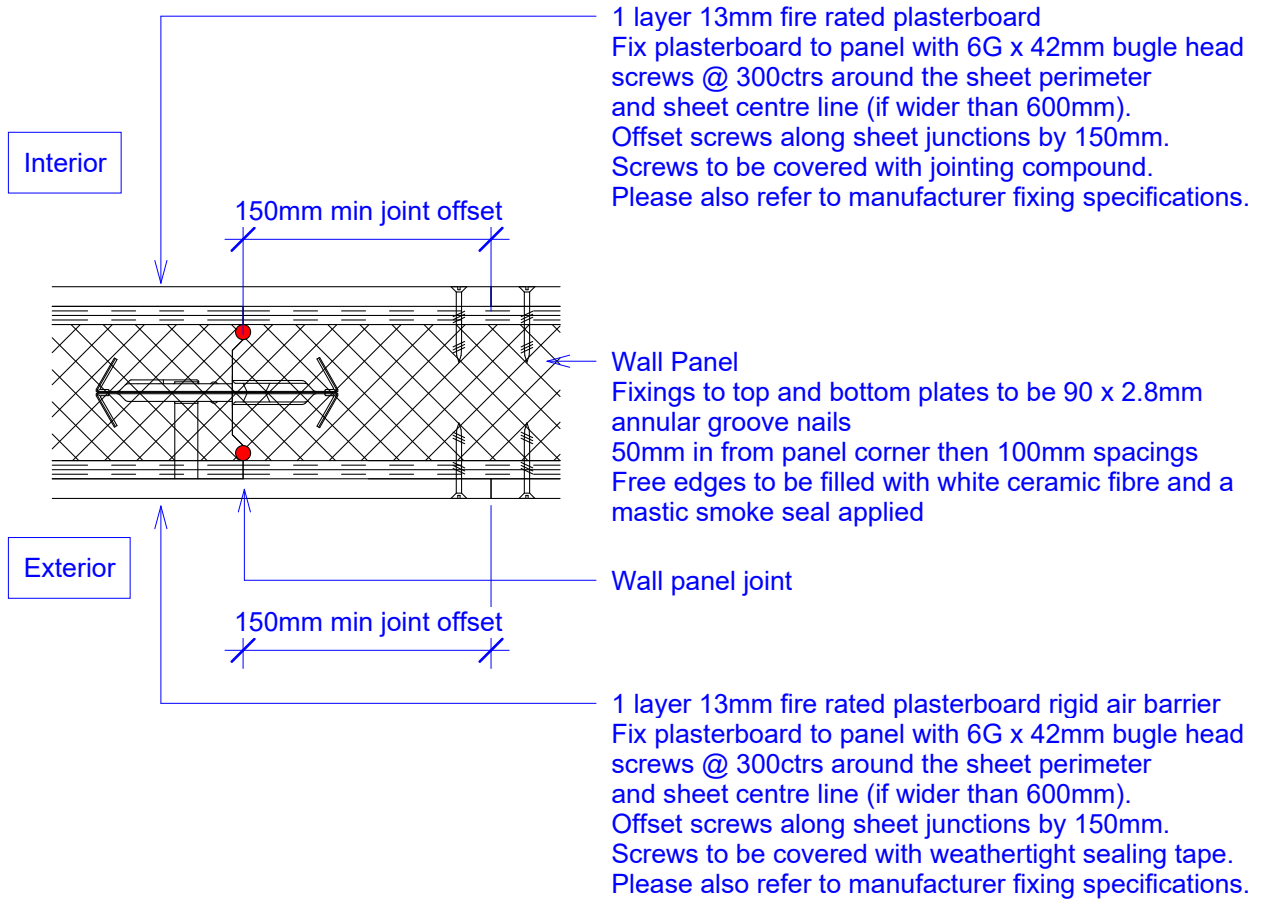 1 layer 13mm fire rated plasterboard
Fix plasterboard to panel with 6G x 42mm bugle head
screws @ 300ctrs around the sheet perimeter
and sheet centre line (if wider than 600mm).
Offset screws along sheet junctions by 150mm.
Screws to be covered with jointing compound.
Please also refer to manufacturer fixing specifications.
Interior
150mm min joint offset
Wall Panel
Fixings to top and bottom plates to be 90 x 2.8mm
annular groove nails
50mm in from panel corner then 100mm spacings
Free edges to be filled with white ceramic fibre and a
mastic smoke seal applied
Exterior
Wall panel joint
150mm min joint offset
1 layer 13mm fire rated plasterboard rigid air barrier
Fix plasterboard to panel with 6G x 42mm bugle head
screws @ 300ctrs around the sheet perimeter
and sheet centre line (if wider than 600mm).
Offset screws along sheet junctions by 150mm.
Screws to be covered with weathertight sealing tape.
Please also refer to manufacturer fixing specifications.